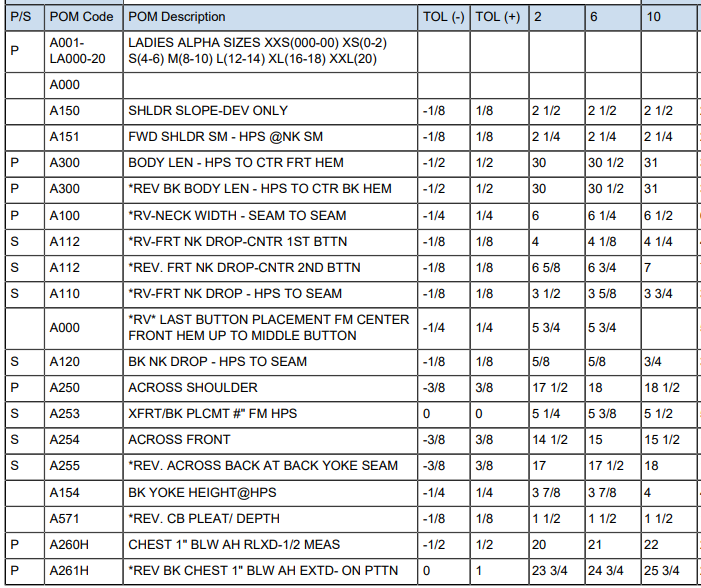 P/S POM Code POM Description TOL (-) TOL (+) 2 6 10
P A001-LA000-20 LADIES ALPHA SIZES XXS(000-00) XS(0-2)
S(4-6) M(8-10) L(12-14) XL(16-18) XXL(20)
A000
A150 SHLDR SLOPE-DEV ONLY -1/8 1/8 2 1/2 2 1/2 2 1/2
A151 FWD SHLDR SM - HPS @NK SM -1/8 1/8 2 1/4 2 1/4 2 1/4
P A300 BODY LEN - HPS TO CTR FRT HEM -1/2 1/2 30 30 1/2 31
P A300 *REV BK BODY LEN - HPS TO CTR BK HEM -1/2 1/2 30 30 1/2 31
P A100 *RV-NECK WIDTH - SEAM TO SEAM -1/4 1/4 6 6 1/4 6 1/2
S A112 *RV-FRT NK DROP-CNTR 1ST BTTN -1/8 1/8 4 4 1/8 4 1/4
S A112 *REV. FRT NK DROP-CNTR 2ND BTTN -1/8 1/8 6 5/8 6 3/4 7
S A110 *RV-FRT NK DROP - HPS TO SEAM -1/8 1/8 3 1/2 3 5/8 3 3/4
A000 *RV* LAST BUTTON PLACEMENT FM CENTER
FRONT HEM UP TO MIDDLE BUTTON -1/4 1/4 5 3/4 5 3/4
S A120 BK NK DROP - HPS TO SEAM -1/8 1/8 5/8 5/8 3/4
P A250 ACROSS SHOULDER -3/8 3/8 17 1/2 18 18 1/2
S A253 XFRT/BK PLCMT #" FM HPS 0 0 5 1/4 5 3/8 5 1/2
S A254 ACROSS FRONT -3/8 3/8 14 1/2 15 15 1/2
S A255 *REV. ACROSS BACK AT BACK YOKE SEAM -3/8 3/8 17 17 1/2 18
A154 BK YOKE HEIGHT@HPS -1/4 1/4 3 7/8 3 7/8 4
A571 *REV. CB PLEAT/ DEPTH -1/8 1/8 1 1/2 1 1/2 1 1/2
P A260H CHEST 1" BLW AH RLXD-1/2 MEAS -1/2 1/2 20 21 22
P A261H *REV BK CHEST 1" BLW AH EXTD- ON PTTN 0 1 23 3/4 24 3/4 25 3/4